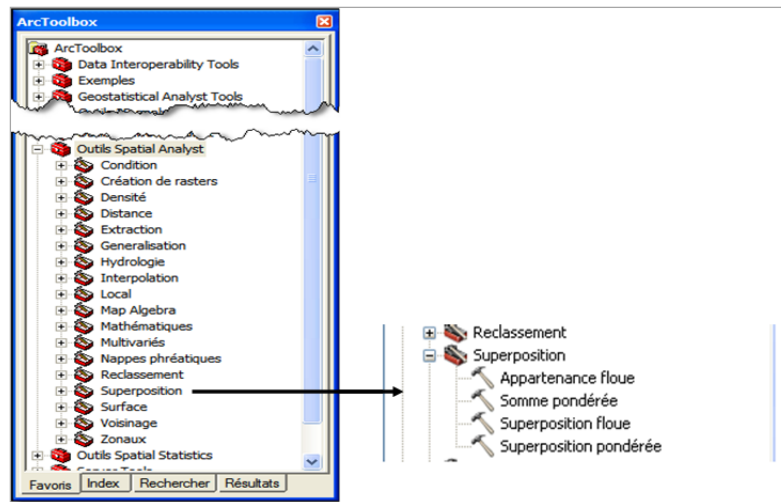 ArcToolbox
ArcToolbox
Data Interoperability Tools
Exemples
Geostatistical Analyst Tools
Outils Spatial Analyst
Condition
Création de rasters
Densité
Distance
Extraction
Generalisation
Hydrologie
Interpolation
Local
Map Algebra
Mathématiques
Multivariés
Nappes phréatiques
Reclassement
Superposition
Surface
Voisinage
Zonaux
Outils Spatial Statistics
Favoris
Index
Rechercher
Résultats
Reclassement
Superposition
Appartenance floue
Somme pondérée
Superposition floue
Superposition pondérée